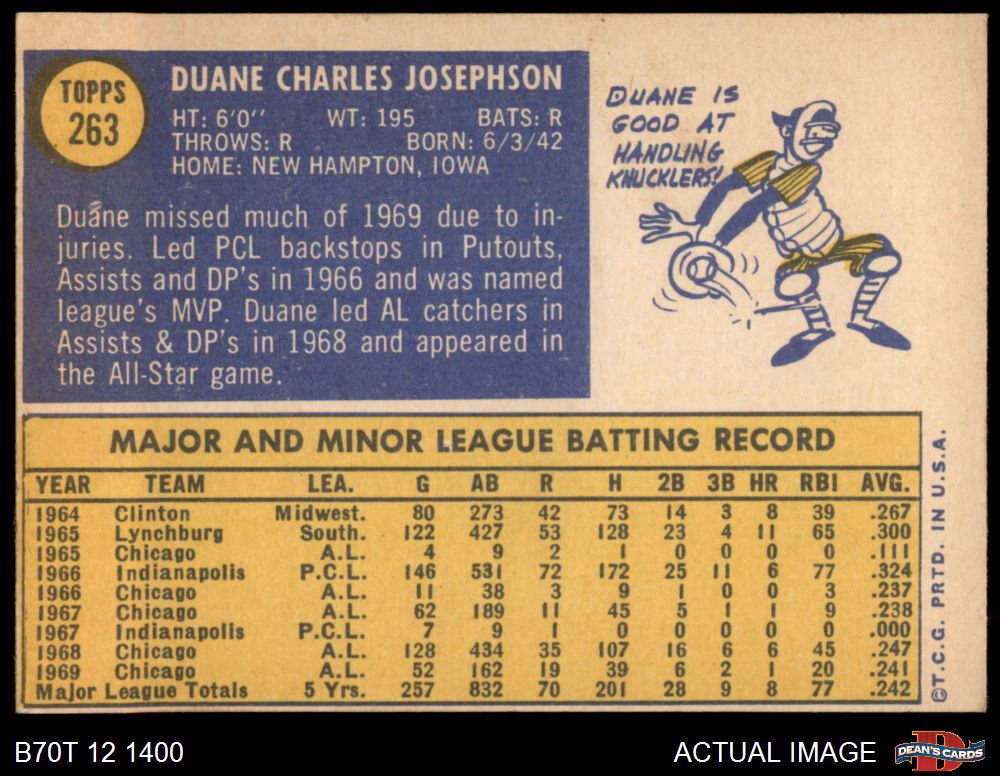 TOPPS
263
DUANE CHARLES JOSEPHSON
HT: 6'0'' WT: 195 BATS: R
THROWS: R BORN: 6/3/42
HOME: NEW HAMPTON, IOWA
Duane missed much of 1969 due to in-
juries. Led PCL backstops in Putouts,
Assists and DP's in 1966 and was named
league's MVP. Duane led AL catchers in
Assists & DP's in 1968 and appeared in
the All-Star game.
DUANE IS
GOOD AT
HANDLING
KNUCKLERS!
MAJOR AND MINOR LEAGUE BATTING RECORD
YEAR TEAM LEA. G AB R H 2B 3B HR RBI AVG.
1964 Clinton Midwest. 80 273 42 73 14 3 8 39 .267
1965 Lynchburg South. 122 427 53 128 23 4 11 65 .300
1965 Chicago A.L. 4 9 2 1 0 0 0 0 .111
1966 Indianapolis P.C.L. 146 531 72 172 25 11 6 77 .324
1966 Chicago A.L. 11 38 3 9 1 0 0 3 .237
1967 Chicago A.L. 62 189 11 45 5 1 1 9 .238
1967 Indianapolis P.C.L. 7 9 1 0 0 0 0 0 .000
1968 Chicago A.L. 128 434 35 107 16 6 6 45 .247
1969 Chicago A.L. 52 162 19 39 6 2 1 20 .241
Major League Totals 5 Yrs. 257 832 70 201 28 9 8 77 .242
©T.C.G. PRTD. IN U.S.A.
B70T 12 1400
ACTUAL IMAGE
D
DEAN'S CARDS